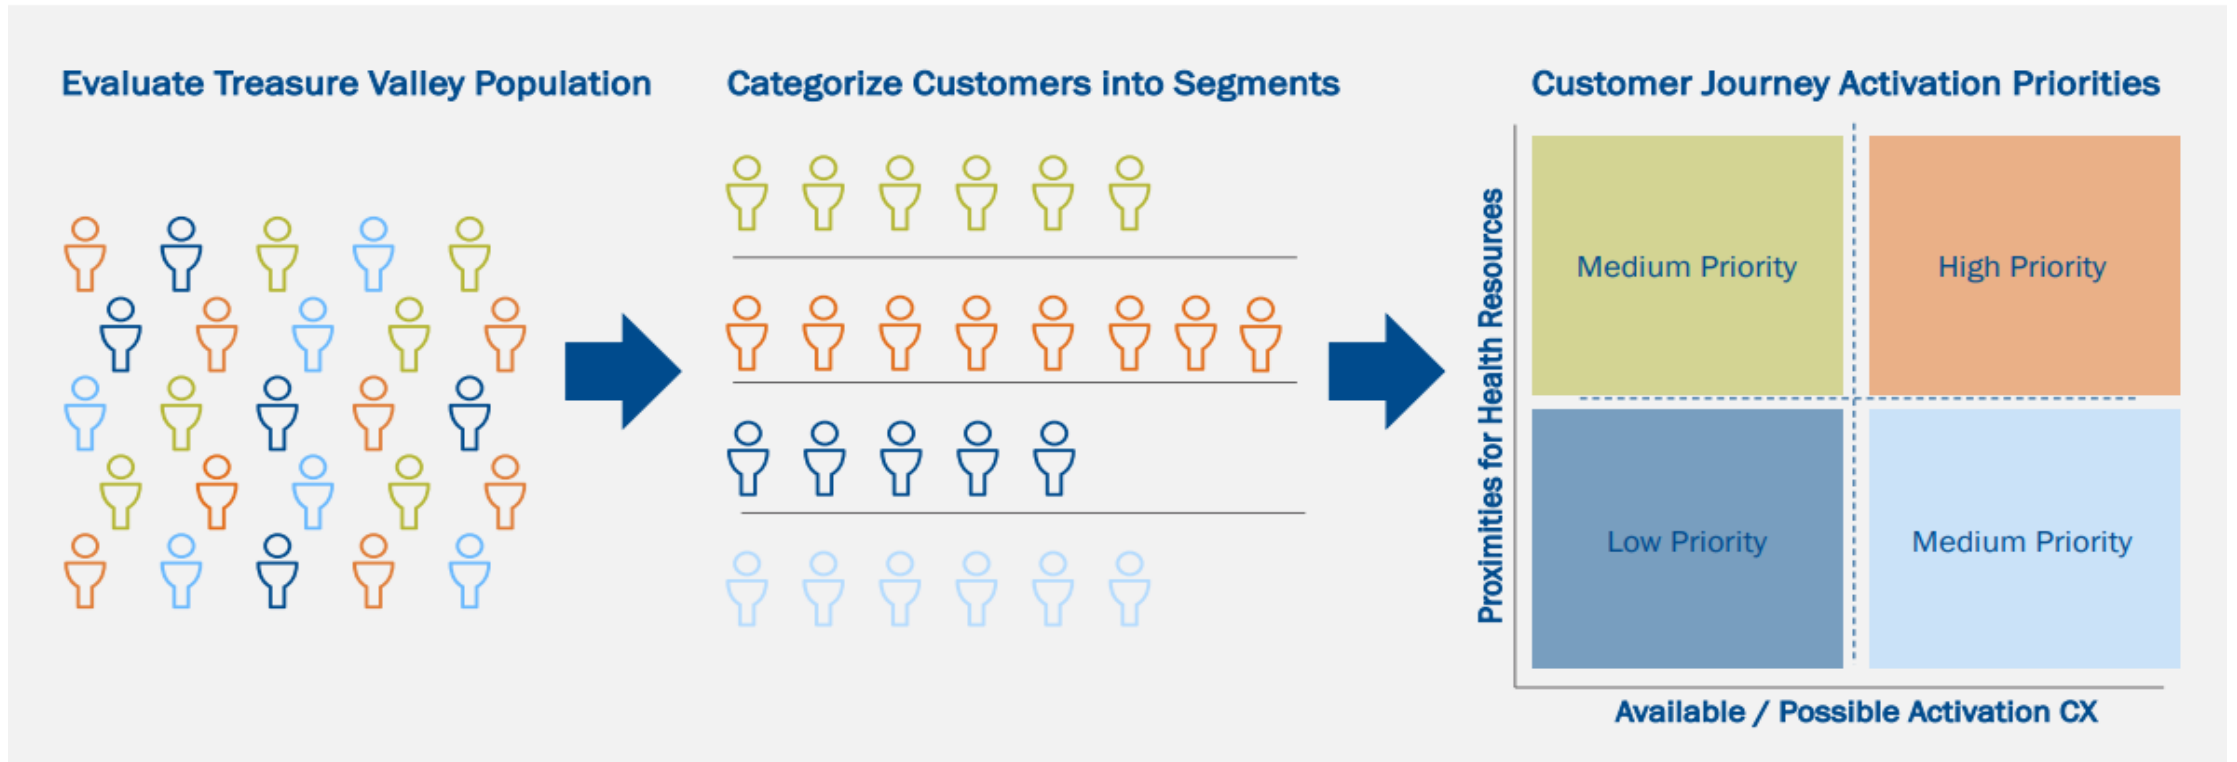 Evaluate Treasure Valley Population
Categorize Customers into Segments
Customer Journey Activation Priorities
Proximities for Health Resources
Medium Priority
High Priority
Low Priority
Medium Priority
Available / Possible Activation CX